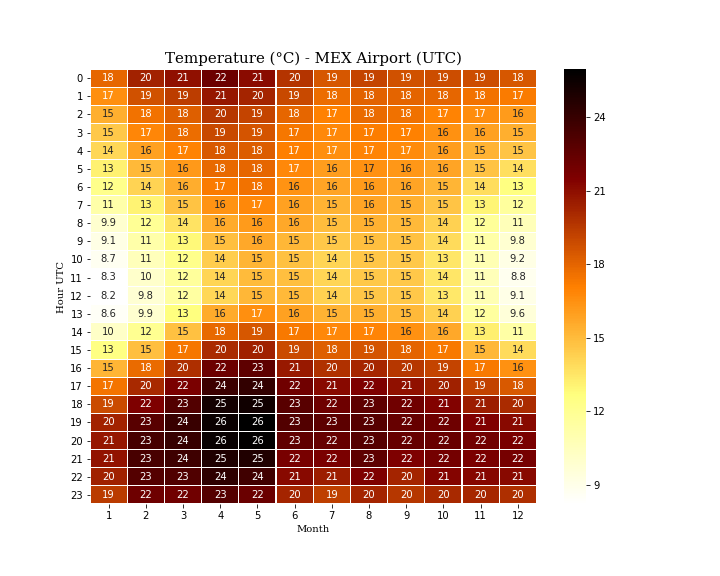 Temperature (°C) - MEX Airport (UTC)
0 18 20 21 22 21 20 19 19 19 19 19 18
1 17 19 19 21 20 19 18 18 18 18 18 17
2 15 18 18 20 19 18 17 18 18 17 17 16
3 15 17 18 19 19 17 17 17 17 16 16 15
4 14 16 17 18 18 17 17 17 17 16 15 15
5 13 15 16 18 18 17 16 17 16 16 15 14
6 12 14 16 17 18 16 16 16 16 15 14 13
7 11 13 15 16 17 16 15 16 15 15 13 12
8 9.9 12 14 16 16 16 15 15 15 14 12 11
9 9.1 11 13 15 16 15 15 15 15 14 11 9.8
10 8.7 11 12 14 15 15 14 15 15 13 11 9.2
11 8.3 10 12 14 15 15 14 15 15 14 11 8.8
12 8.2 9.8 12 14 15 15 14 15 15 13 11 9.1
13 8.6 9.9 13 16 17 16 15 15 15 14 12 9.6
14 10 12 15 18 19 17 17 17 16 16 13 11
15 13 15 17 20 20 19 18 19 18 17 15 14
16 15 18 20 22 23 21 20 20 20 19 17 16
17 17 20 22 24 24 22 21 22 21 20 19 18
18 19 22 23 25 25 23 22 23 22 21 21 20
19 20 23 24 26 26 23 23 23 22 22 21 21
20 21 23 24 26 26 23 22 23 22 22 22 22
21 21 23 24 25 25 22 22 23 22 22 22 22
22 20 23 23 24 24 21 21 22 20 21 21 21
23 19 22 22 23 22 20 19 20 20 20 20 20
1 2 3 4 5 6 7 8 9 10 11 12
Month
Hour UTC
24
21
18
15
12
9